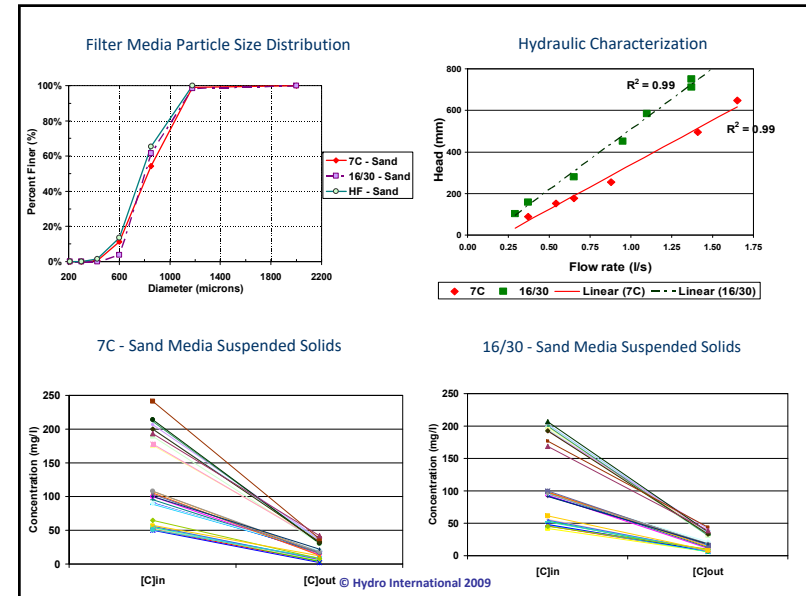 Filter Media Particle Size Distribution
100%
80%
60%
40%
20%
0%
Percent Finer (%)
200
600
1000
1400
1800
2200
Diameter (microns)
7C - Sand
16/30 - Sand
HF - Sand
Hydraulic Characterization
800
600
400
200
0
Head (mm)
R² = 0.99
R² = 0.99
0.00
0.25
0.50
0.75
1.00
1.25
1.50
1.75
Flow rate (l/s)
7C
16/30
Linear (7C)
Linear (16/30)
7C - Sand Media Suspended Solids
250
200
150
100
50
0
Concentration (mg/l)
[C]in
[C]out
16/30 - Sand Media Suspended Solids
250
200
150
100
50
0
Concentration (mg/l)
[C]in
[C]out
© Hydro International 2009